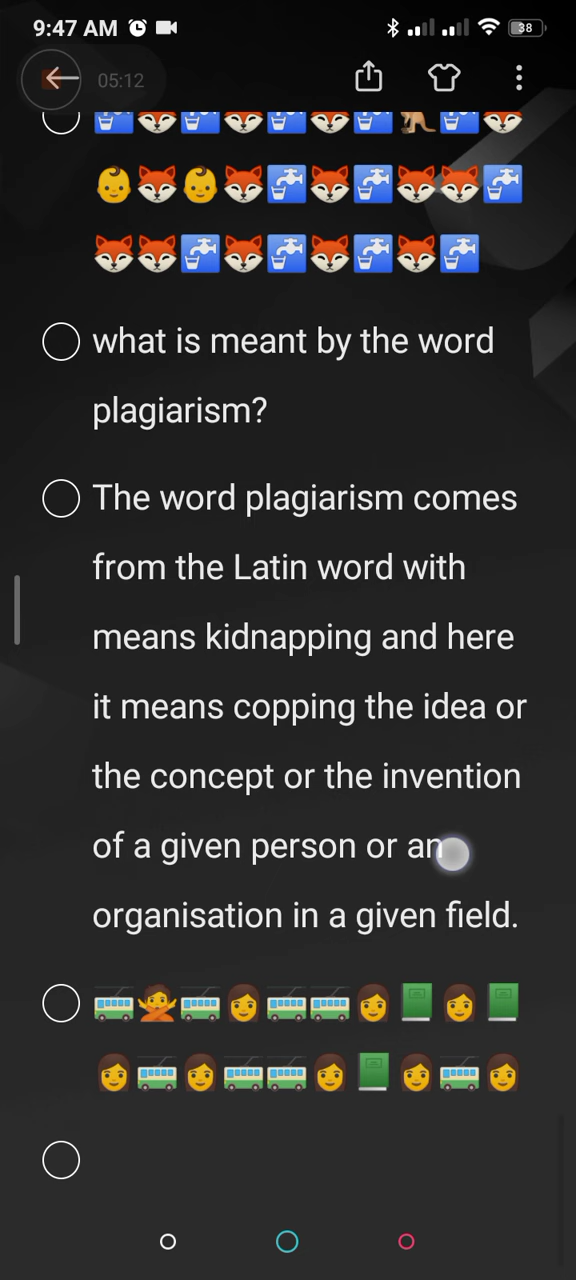 9:47 AM
38
05:12
what is meant by the word
plagiarism?
The word plagiarism comes
from the Latin word with
means kidnapping and here
it means copping the idea or
the concept or the invention
of a given person or an
organisation in a given field.